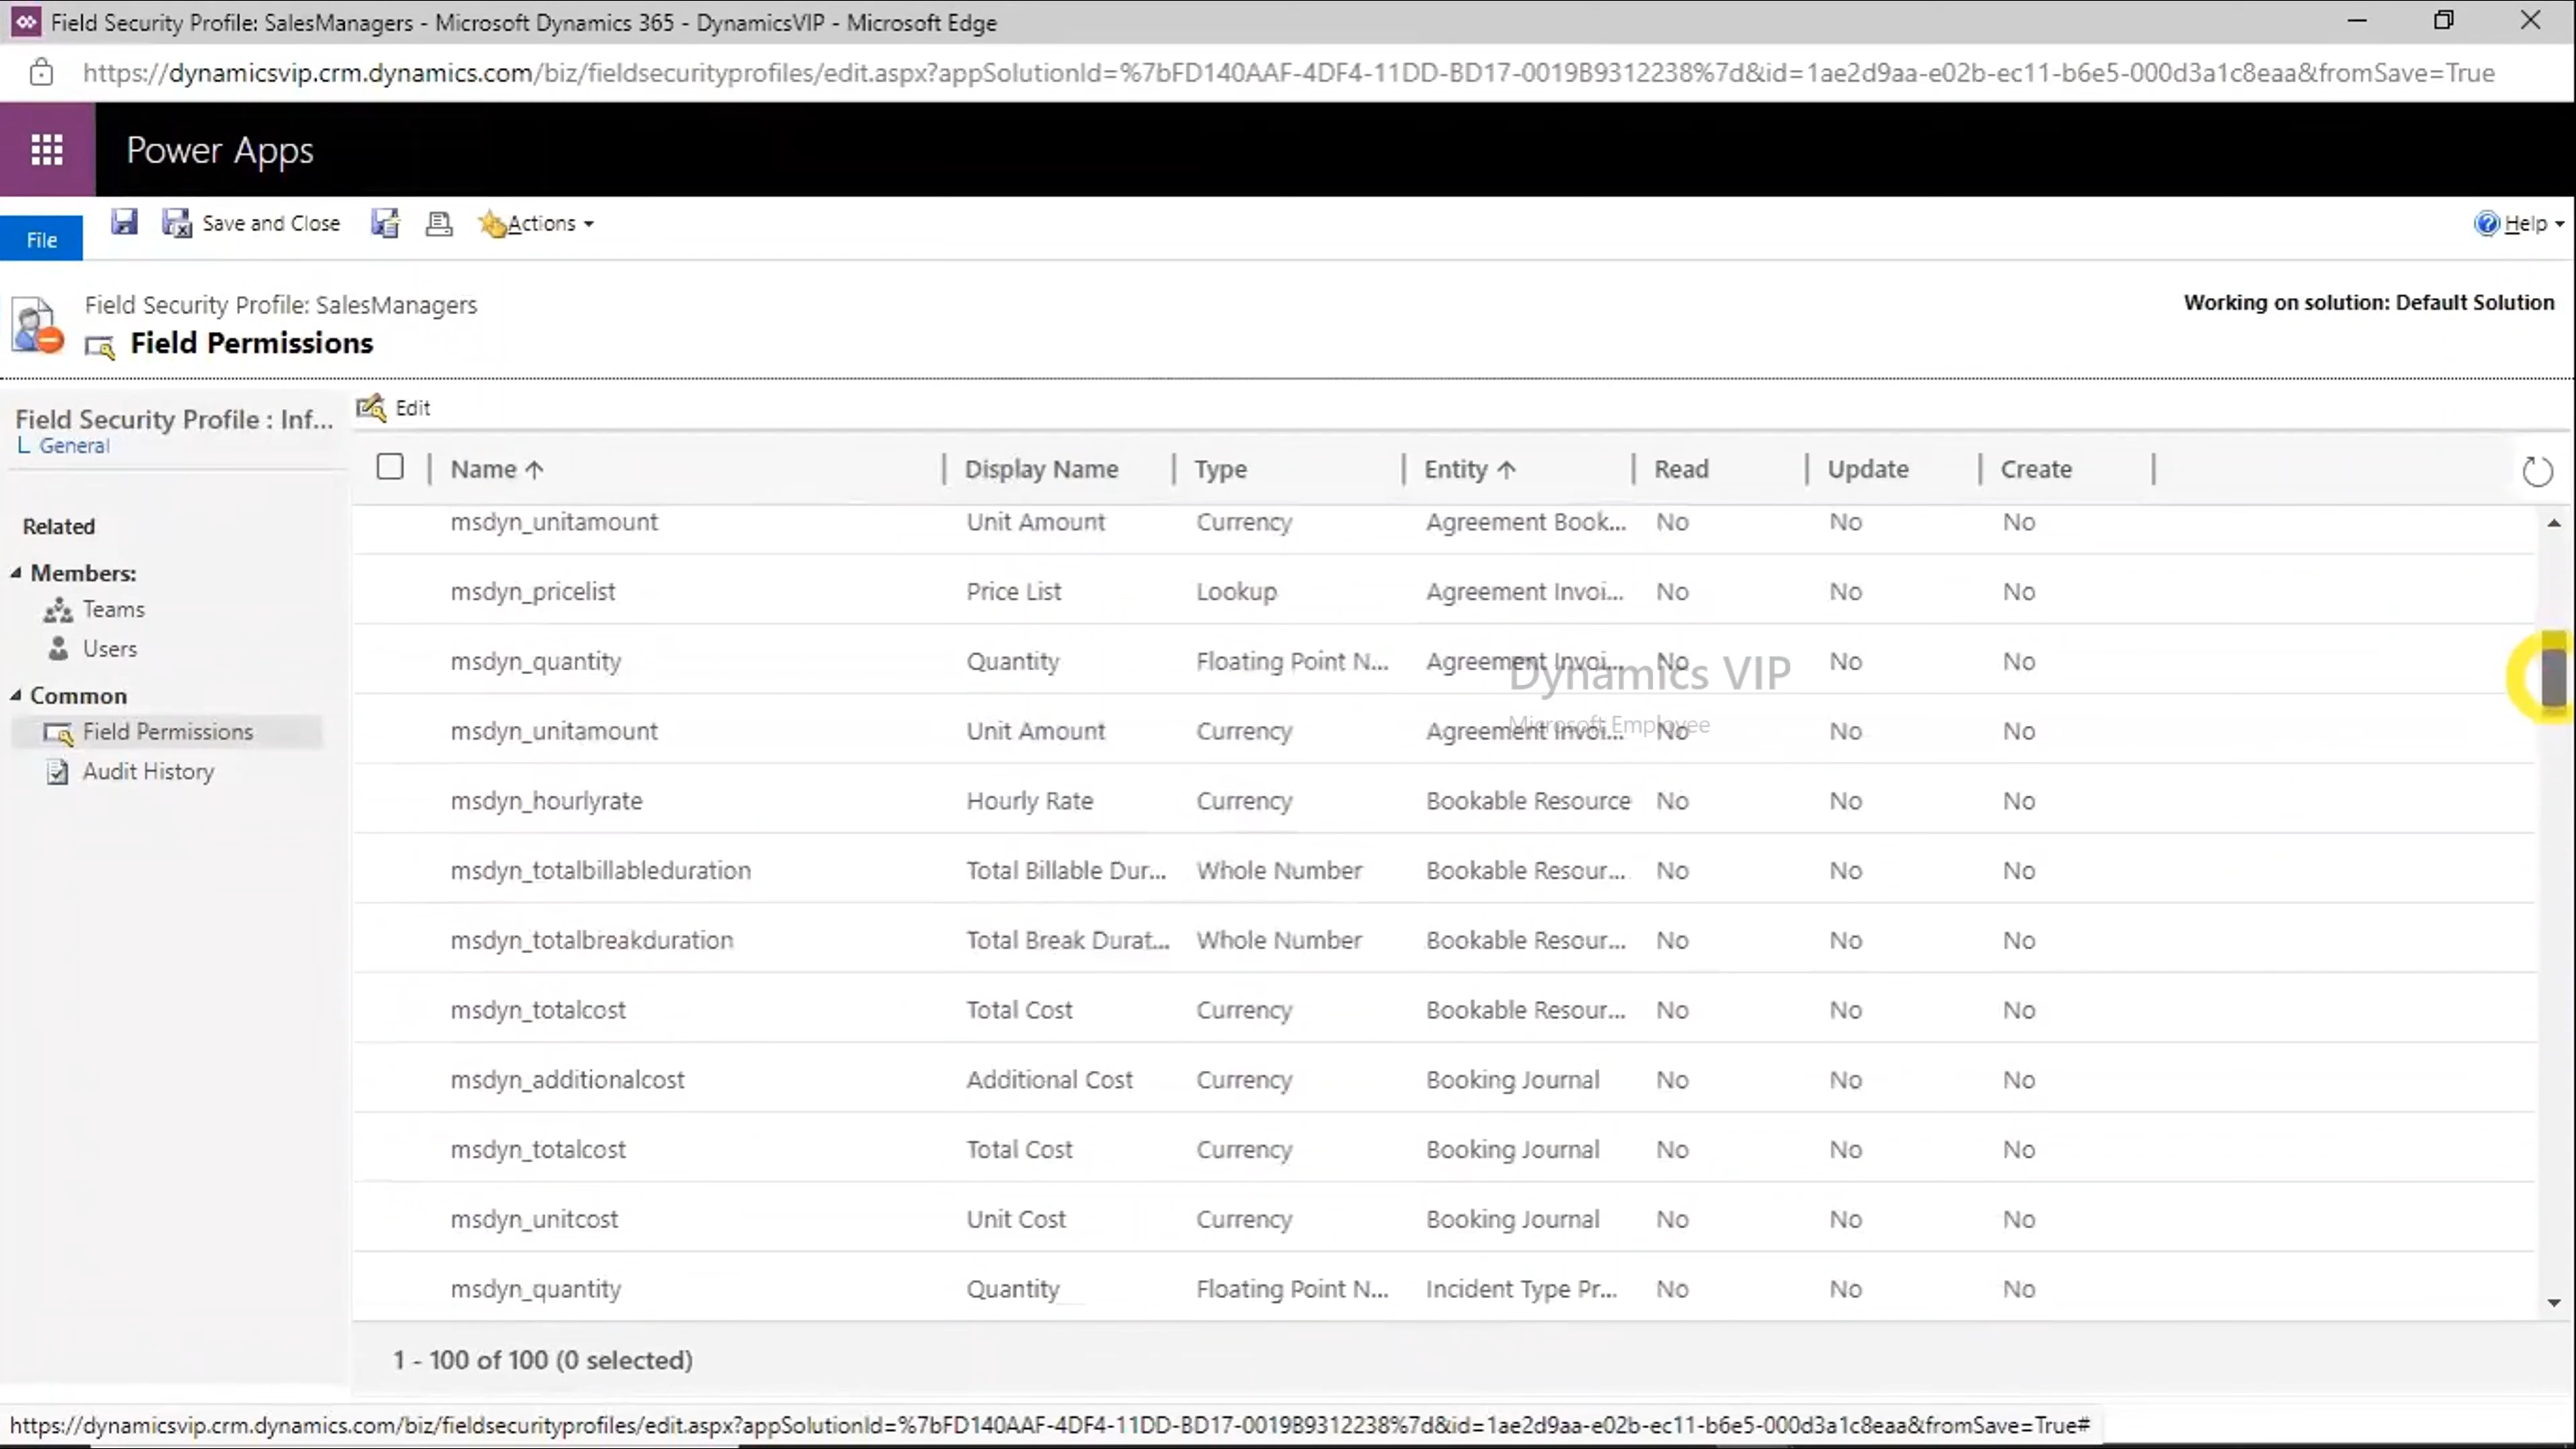 Field Security Profile: SalesManagers - Microsoft Dynamics 365 - DynamicsVIP - Microsoft Edge
https://dynamicsvip.crm.dynamics.com/biz/fieldsecurityprofiles/edit.aspx?appSolutionId=%7bFD140AAF-4DF4-11DD-BD17-0019B9312238%7d&id=1ae2d9aa-e02b-ec11-b6e5-000d3a1c8eaa&fromSave=True
Power Apps
File
Save and Close
Actions
Help
Field Security Profile: SalesManagers
Field Permissions
Working on solution: Default Solution
Field Security Profile : Inf...
General
Related
Members:
Teams
Users
Common
Field Permissions
Audit History
Edit
Name Display Name Type Entity Read Update Create
msdyn_unitamount Unit Amount Currency Agreement Book... No No No
msdyn_pricelist Price List Lookup Agreement Invoi... No No No
msdyn_quantity Quantity Floating Point N... Agreement Invoi... No No No
Dynamics VIP
Microsoft Employee
msdyn_unitamount Unit Amount Currency Agreement Invoi... No No No
msdyn_hourlyrate Hourly Rate Currency Bookable Resource No No No
msdyn_totalbillableduration Total Billable Dur... Whole Number Bookable Resour... No No No
msdyn_totalbreakduration Total Break Durat... Whole Number Bookable Resour... No No No
msdyn_totalcost Total Cost Currency Bookable Resour... No No No
msdyn_additionalcost Additional Cost Currency Booking Journal No No No
msdyn_totalcost Total Cost Currency Booking Journal No No No
msdyn_unitcost Unit Cost Currency Booking Journal No No No
msdyn_quantity Quantity Floating Point N... Incident Type Pr... No No No
1 - 100 of 100 (0 selected)
https://dynamicsvip.crm.dynamics.com/biz/fieldsecurityprofiles/edit.aspx?appSolutionId=%7bFD140AAF-4DF4-11DD-BD17-0019B9312238%7d&id=1ae2d9aa-e02b-ec11-b6e5-000d3a1c8eaa&fromSave=True#